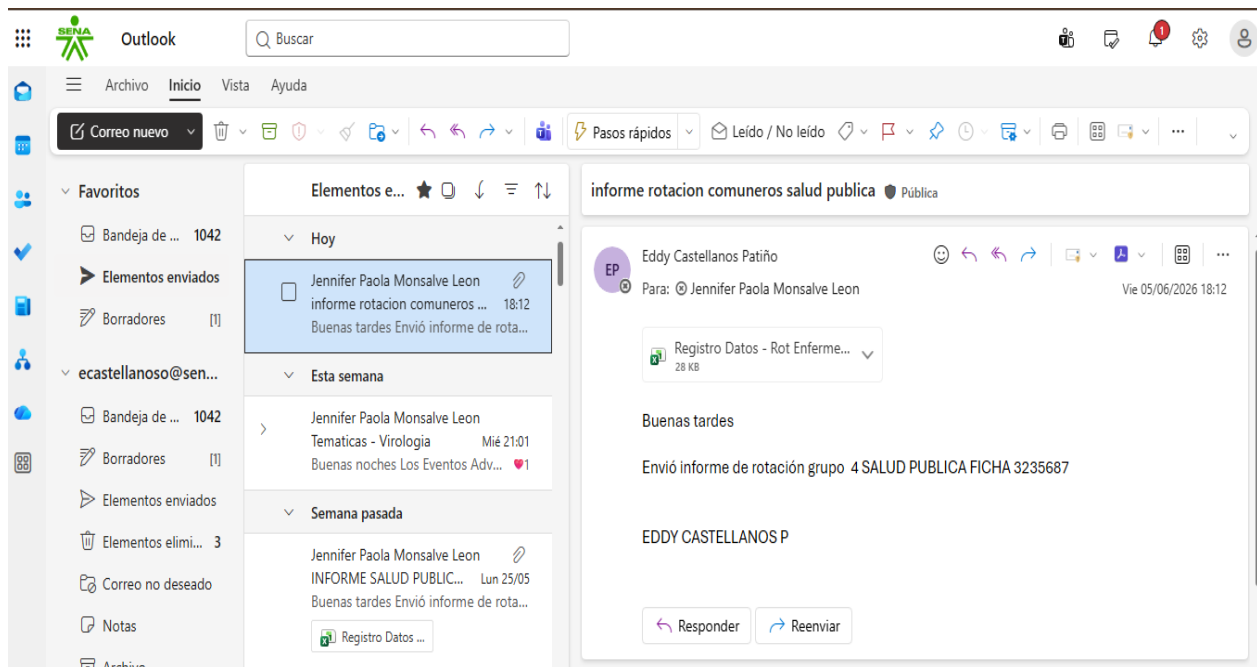 SENA
Outlook
Buscar
1
Archivo Inicio Vista Ayuda
Correo nuevo
Pasos rápidos
Leído / No leído
Favoritos
Bandeja de ... 1042
Elementos enviados
Borradores [1]
ecastellanoso@sen...
Bandeja de ... 1042
Borradores [1]
Elementos enviados
Elementos elimi... 3
Correo no deseado
Notas
Archivo
Elementos e...
Hoy
Jennifer Paola Monsalve Leon
informe rotacion comuneros ... 18:12
Buenas tardes Envió informe de rota...
Esta semana
Jennifer Paola Monsalve Leon
Tematicas - Virologia Mié 21:01
Buenas noches Los Eventos Adv... 1
Semana pasada
Jennifer Paola Monsalve Leon
INFORME SALUD PUBLIC... Lun 25/05
Buenas tardes Envió informe de rota...
Registro Datos ...
informe rotacion comuneros salud publica Pública
EP
Eddy Castellanos Patiño
Para: Jennifer Paola Monsalve Leon
Vie 05/06/2026 18:12
Registro Datos - Rot Enferme...
28 KB
Buenas tardes
Envió informe de rotación grupo 4 SALUD PUBLICA FICHA 3235687
EDDY CASTELLANOS P
Responder
Reenviar